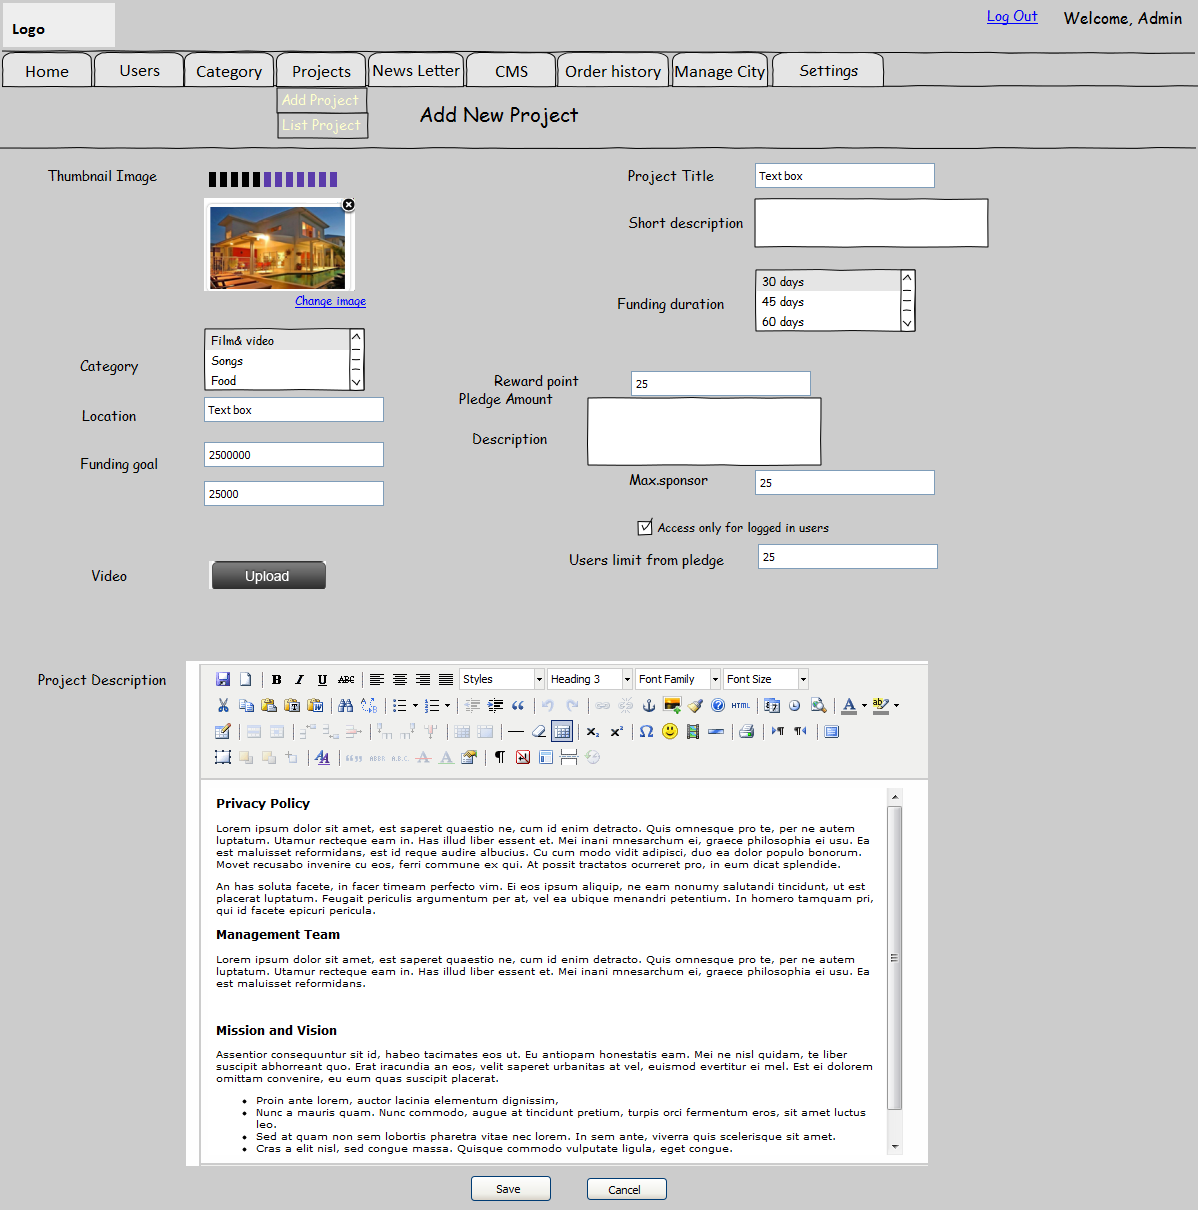 Logo
Log Out
Welcome, Admin
Home
Users
Category
Projects
News Letter
CMS
Order history
Manage City
Settings
Add Project
List Project
Add New Project
Thumbnail Image
Change image
Project Title
Text box
Short description
Funding duration
30 days
45 days
60 days
Category
Film& video
Songs
Food
Location
Text box
Funding goal
2500000
25000
Reward point
25
Pledge Amount
Description
Max.sponsor
25
Access only for logged in users
Users limit from pledge
25
Video
Upload
Project Description
B I U ABC
Styles
Heading 3
Font Family
Font Size
HTML
Privacy Policy
Lorem ipsum dolor sit amet, est saperet quaestio ne, cum id enim detracto. Quis omnesque pro te, per ne autem
luptatum. Utamur recteque eam in. Has illud liber essent et. Mei inani mnesarchum ei, graece philosophia ei usu. Ea
est maluisset reformidans, est id reque audire albucius. Cu cum modo vidit adipisci, duo ea dolor populo bonorum.
Movet recusabo invenire cu eos, ferri commune ex qui. At possit tractatos ocurreret pro, in eum dicat splendide.
An has soluta facete, in facer timeam perfecto vim. Ei eos ipsum aliquip, ne eam nonumy salutandi tincidunt, ut est
placerat luptatum. Feugait periculis argumentum per at, vel ea ubique menandri petentium. In homero tamquam pri,
qui id facete epicuri pericula.
Management Team
Lorem ipsum dolor sit amet, est saperet quaestio ne, cum id enim detracto. Quis omnesque pro te, per ne autem
luptatum. Utamur recteque eam in. Has illud liber essent et. Mei inani mnesarchum ei, graece philosophia ei usu. Ea
est maluisset reformidans.
Mission and Vision
Assentior consequuntur sit id, habeo tacimates eos ut. Eu antiopam honestatis eam. Mei ne nisl quidam, te liber
suscipit abhorreant quo. Erat iracundia an eos, velit saperet urbanitas at vel, euismod evertitur ei mel. Est ei dolorem
omittam convenire, eu eum quas suscipit placerat.
• Proin ante lorem, auctor lacinia elementum dignissim,
• Nunc a mauris quam. Nunc commodo, augue at tincidunt pretium, turpis orci fermentum eros, sit amet luctus
leo.
• Sed at quam non sem lobortis pharetra vitae nec lorem. In sem ante, viverra quis scelerisque sit amet.
• Cras a elit nisl, sed congue massa. Quisque commodo vulputate ligula, eget congue.
Save
Cancel